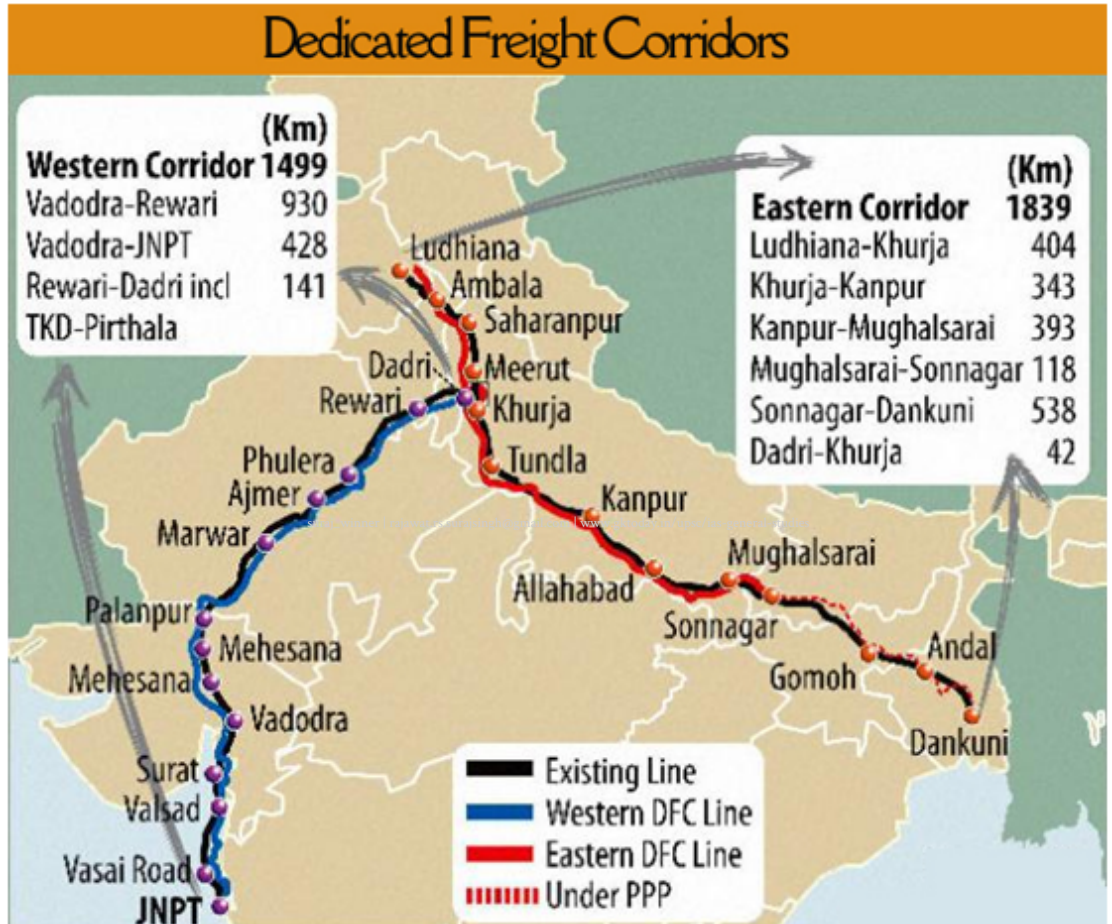 Dedicated Freight Corridors
(Km)
Western Corridor 1499
Vadodra-Rewari 930
Vadodra-JNPT 428
Rewari-Dadri incl 141
TKD-Pirthala
(Km)
Eastern Corridor 1839
Ludhiana-Khurja 404
Khurja-Kanpur 343
Kanpur-Mughalsarai 393
Mughalsarai-Sonnagar 118
Sonnagar-Dankuni 538
Dadri-Khurja 42
Ludhiana
Ambala
Saharanpur
Dadri
Meerut
Rewari
Khurja
Phulera
Tundla
Ajmer
Kanpur
Marwar
Mughalsarai
Allahabad
Palanpur
Sonnagar
Mehesana
Andal
Mehesana
Gomoh
Vadodra
Dankuni
Surat
Valsad
Vasai Road
JNPT
Existing Line
Western DFC Line
Eastern DFC Line
Under PPP